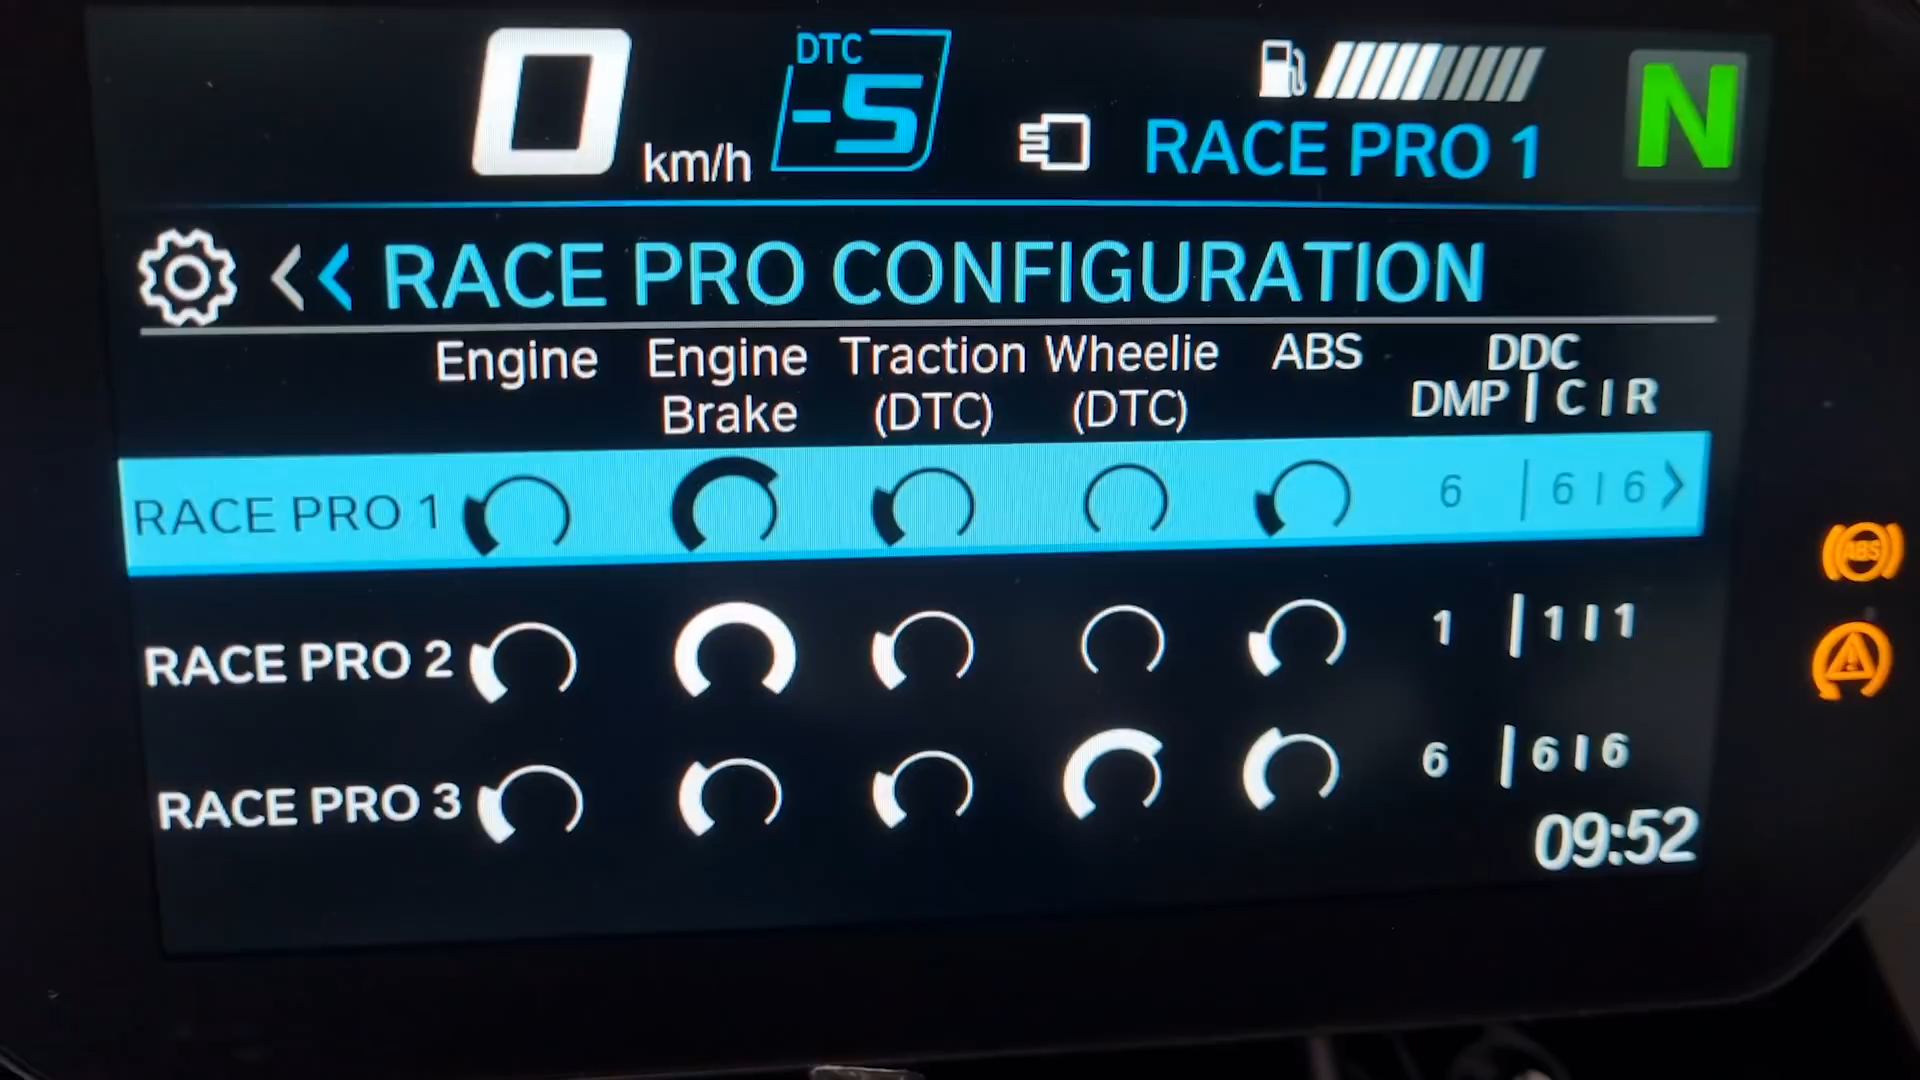 0 km/h
DTC
-5
RACE PRO 1
N
RACE PRO CONFIGURATION
Engine Engine Brake Traction (DTC) Wheelie (DTC) ABS DDC DMP | C | R
RACE PRO 1 6 | 6 | 6
RACE PRO 2 1 | 1 | 1
RACE PRO 3 6 | 6 | 6
09:52
ABS